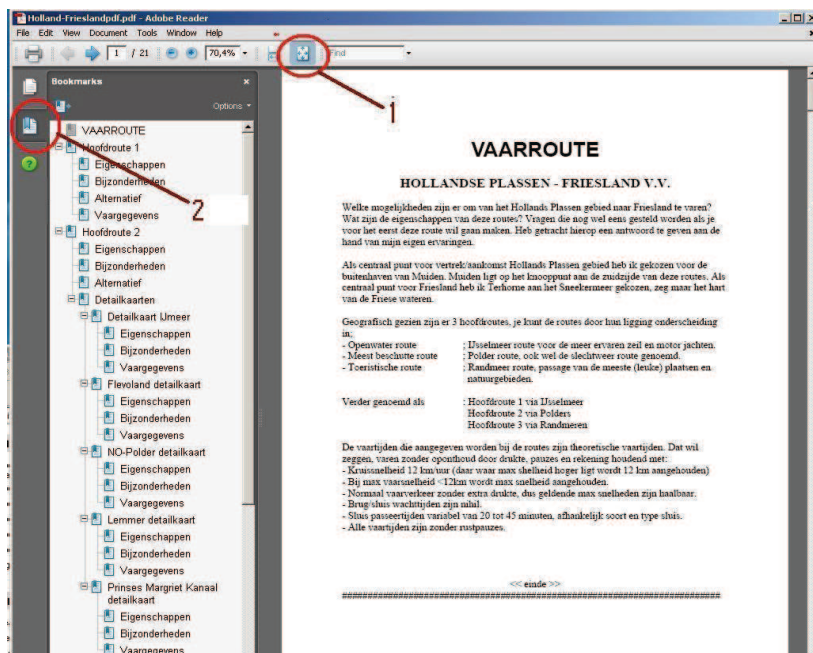 Holland-Frieslandpdf.pdf - Adobe Reader
File Edit View Document Tools Window Help
1 / 21 70,4% Find
1
Bookmarks
Options
VAARROUTE
Hoofdroute 1
Eigenschappen
Bijzonderheden
Alternatief
Vaargegevens
2
Hoofdroute 2
Eigenschappen
Bijzonderheden
Alternatief
Detailkaarten
Detailkaart IJmeer
Eigenschappen
Bijzonderheden
Vaargegevens
Flevoland detailkaart
Eigenschappen
Bijzonderheden
Vaargegevens
NO-Polder detailkaart
Eigenschappen
Bijzonderheden
Vaargegevens
Lemmer detailkaart
Eigenschappen
Bijzonderheden
Vaargegevens
Prinses Margriet Kanaal
detailkaart
Eigenschappen
Bijzonderheden
Vaargegevens
VAARROUTE
HOLLANDSE PLASSEN - FRIESLAND V.V.
Welke mogelijkheden zijn er om van het Hollands Plassen gebied naar Friesland te varen?
Wat zijn de eigenschappen van deze routes? Vragen die nog wel eens gesteld worden als je
voor het eerst deze route wil gaan maken. Heb getracht hierop een antwoord te geven aan de
hand van mijn eigen ervaringen.
Als centraal punt voor vertrek/aankomst Hollands Plassen gebied heb ik gekozen voor de
buitenhaven van Muiden. Muiden ligt op het knooppunt aan de zuidzijde van deze routes. Als
centraal punt voor Friesland heb ik Terhorne aan het Sneekermeer gekozen, zeg maar het hart
van de Friese wateren.
Geografisch gezien zijn er 3 hoofdroutes, je kunt de routes door hun ligging onderscheiding
in;
- Openwater route ; IJsselmeer route voor de meer ervaren zeil en motor jachten.
- Meest beschutte route ; Polder route, ook wel de slechtweer route genoemd.
- Toeristische route ; Randmeer route, passage van de meeste (leuke) plaatsen en
natuurgebieden.
Verder genoemd als : Hoofdroute 1 via IJsselmeer
Hoofdroute 2 via Polders
Hoofdroute 3 via Randmeren
De vaartijden die aangegeven worden bij de routes zijn theoretische vaartijden. Dat wil
zeggen, varen zonder oponthoud door drukte, pauzes en rekening houdend met:
- Kruissnelheid 12 km/uur (daar waar max snelheid hoger ligt wordt 12 km aangehouden)
- Bij max vaarsnelheid <12km wordt max snelheid aangehouden.
- Normaal vaarverkeer zonder extra drukte, dus geldende max snelheden zijn haalbaar.
- Brug/sluis wachttijden zijn nihil.
- Sluis passeertijden variabel van 20 tot 45 minuten, afhankelijk soort en type sluis.
- Alle vaartijden zijn zonder rustpauzes.
<< einde >>
################################################################################